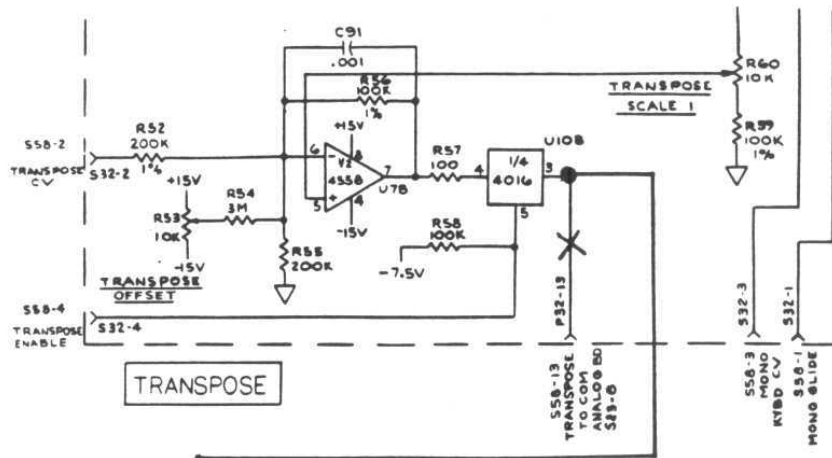 C91
.001
R56
100K
1%
TRANSPOSE
SCALE 1
R60
10K
R59
100K
1%
S58-2
TRANSPOSE
CV
S32-2
R52
200K
1%
+15V
R53
10K
-15V
R54
3M
TRANSPOSE
OFFSET
R55
200K
6
-
+15V
8
1/2
4558
7
U7B
5
+
4
-15V
R57
100
4
U10B
1/4
4016
3
5
R58
100K
-7.5V
S58-4
TRANSPOSE
ENABLE
S32-4
P32-13
S58-13
TRANSPOSE
TO COM
ANALOG BD
S32-3
S58-3
MONO
KYBD CV
S32-1
S58-1
MONO GLIDE
TRANSPOSE